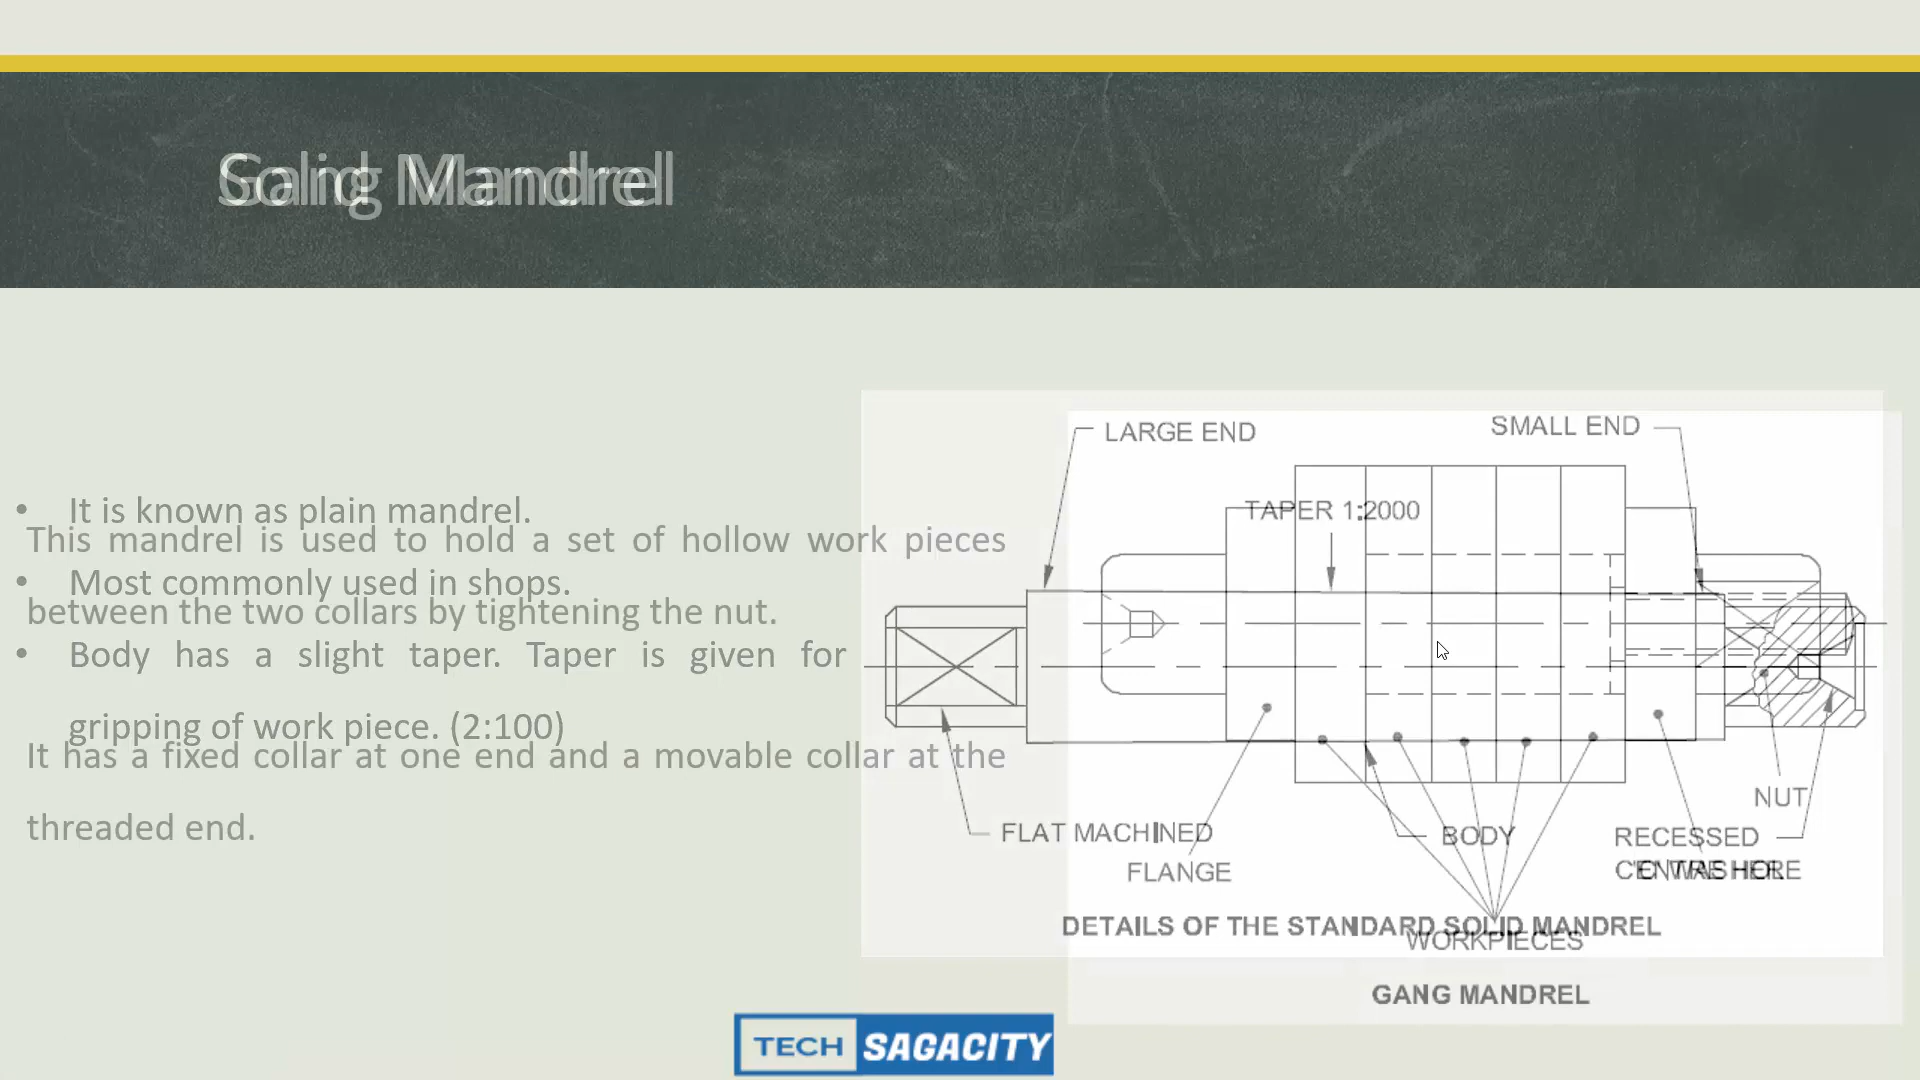 Solid Mandrel
Gang Mandrel
• It is known as plain mandrel.
• Most commonly used in shops.
• Body has a slight taper. Taper is given for
gripping of work piece. (2:100)
This mandrel is used to hold a set of hollow work pieces
between the two collars by tightening the nut.
It has a fixed collar at one end and a movable collar at the
threaded end.
LARGE END
SMALL END
TAPER 1:2000
FLAT MACHINED
BODY
RECESSED
CENTRE HOLE
DETAILS OF THE STANDARD SOLID MANDREL
NUT
FLANGE
WORKPIECES
GANG MANDREL
TECH SAGACITY